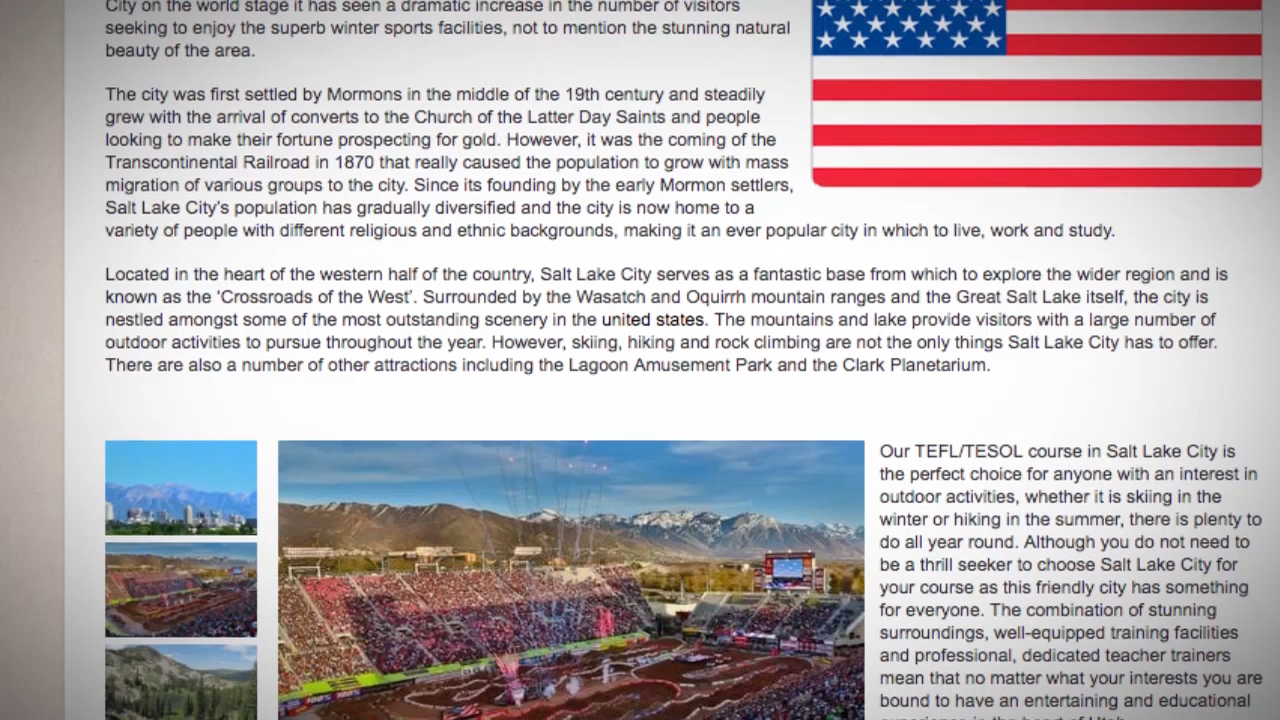 City on the world stage it has seen a dramatic increase in the number of visitors
seeking to enjoy the superb winter sports facilities, not to mention the stunning natural
beauty of the area.
The city was first settled by Mormons in the middle of the 19th century and steadily
grew with the arrival of converts to the Church of the Latter Day Saints and people
looking to make their fortune prospecting for gold. However, it was the coming of the
Transcontinental Railroad in 1870 that really caused the population to grow with mass
migration of various groups to the city. Since its founding by the early Mormon settlers,
Salt Lake City's population has gradually diversified and the city is now home to a
variety of people with different religious and ethnic backgrounds, making it an ever popular city in which to live, work and study.
Located in the heart of the western half of the country, Salt Lake City serves as a fantastic base from which to explore the wider region and is
known as the 'Crossroads of the West'. Surrounded by the Wasatch and Oquirrh mountain ranges and the Great Salt Lake itself, the city is
nestled amongst some of the most outstanding scenery in the united states. The mountains and lake provide visitors with a large number of
outdoor activities to pursue throughout the year. However, skiing, hiking and rock climbing are not the only things Salt Lake City has to offer.
There are also a number of other attractions including the Lagoon Amusement Park and the Clark Planetarium.
Our TEFL/TESOL course in Salt Lake City is
the perfect choice for anyone with an interest in
outdoor activities, whether it is skiing in the
winter or hiking in the summer, there is plenty to
do all year round. Although you do not need to
be a thrill seeker to choose Salt Lake City for
your course as this friendly city has something
for everyone. The combination of stunning
surroundings, well-equipped training facilities
and professional, dedicated teacher trainers
mean that no matter what your interests you are
bound to have an entertaining and educational
experience in the heart of Utah